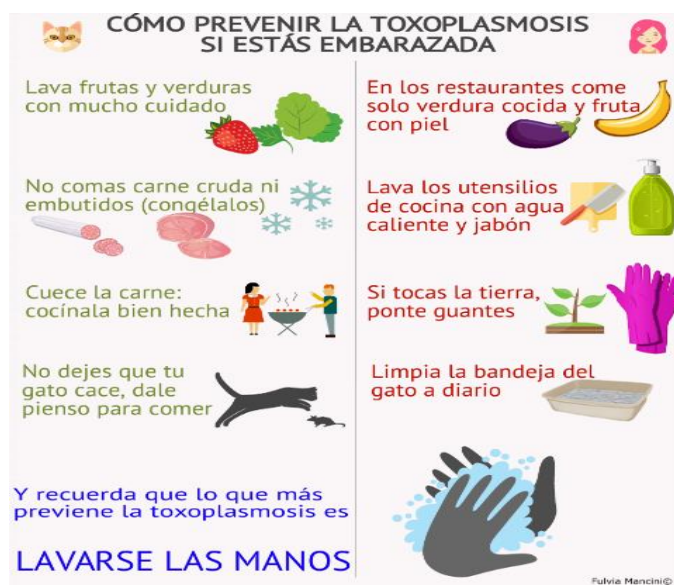 CÓMO PREVENIR LA TOXOPLASMOSIS
SI ESTÁS EMBARAZADA
Lava frutas y verduras
con mucho cuidado
No comas carne cruda ni
embutidos (congélalos)
Cuece la carne:
cocínala bien hecha
No dejes que tu
gato cace, dale
pienso para comer
En los restaurantes come
solo verdura cocida y fruta
con piel
Lava los utensilios
de cocina con agua
caliente y jabón
Si tocas la tierra,
ponte guantes
Limpia la bandeja del
gato a diario
Y recuerda que lo que más
previene la toxoplasmosis es
LAVARSE LAS MANOS
Fulvia Mancini©